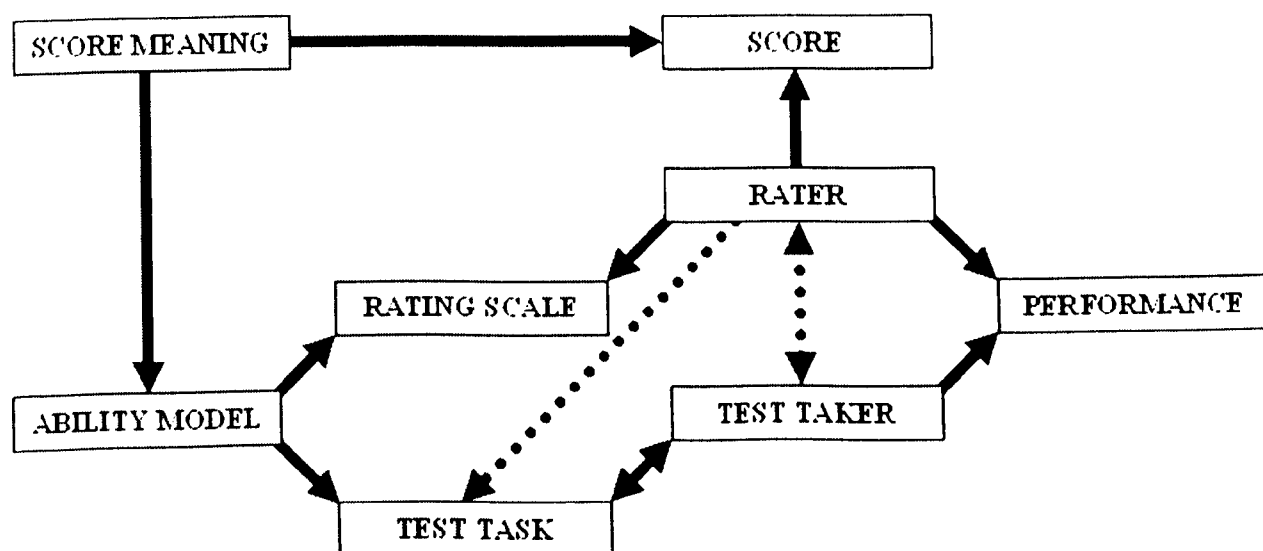 SCORE MEANING
SCORE
RATER
RATING SCALE
PERFORMANCE
ABILITY MODEL
TEST TAKER
TEST TASK